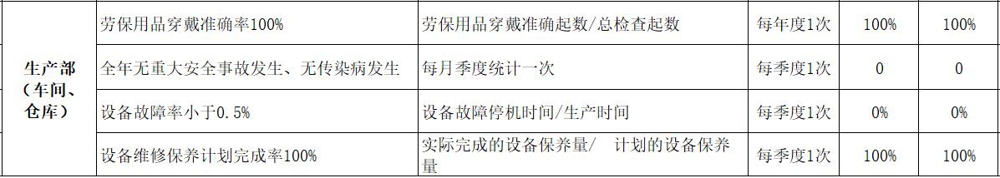 劳保用品穿戴准确率100% 劳保用品穿戴准确起数/总检查起数 每年度1次 100% 100%
生产部 全年无重大安全事故发生、无传染病发生 每月季度统计一次 每季度1次 0 0
（车间、
仓库） 设备故障率小于0.5% 设备故障停机时间/生产时间 每季度1次 0% 0%
设备维修保养计划完成率100% 实际完成的设备保养量/ 计划的设备保养 每季度1次 100% 100%
量